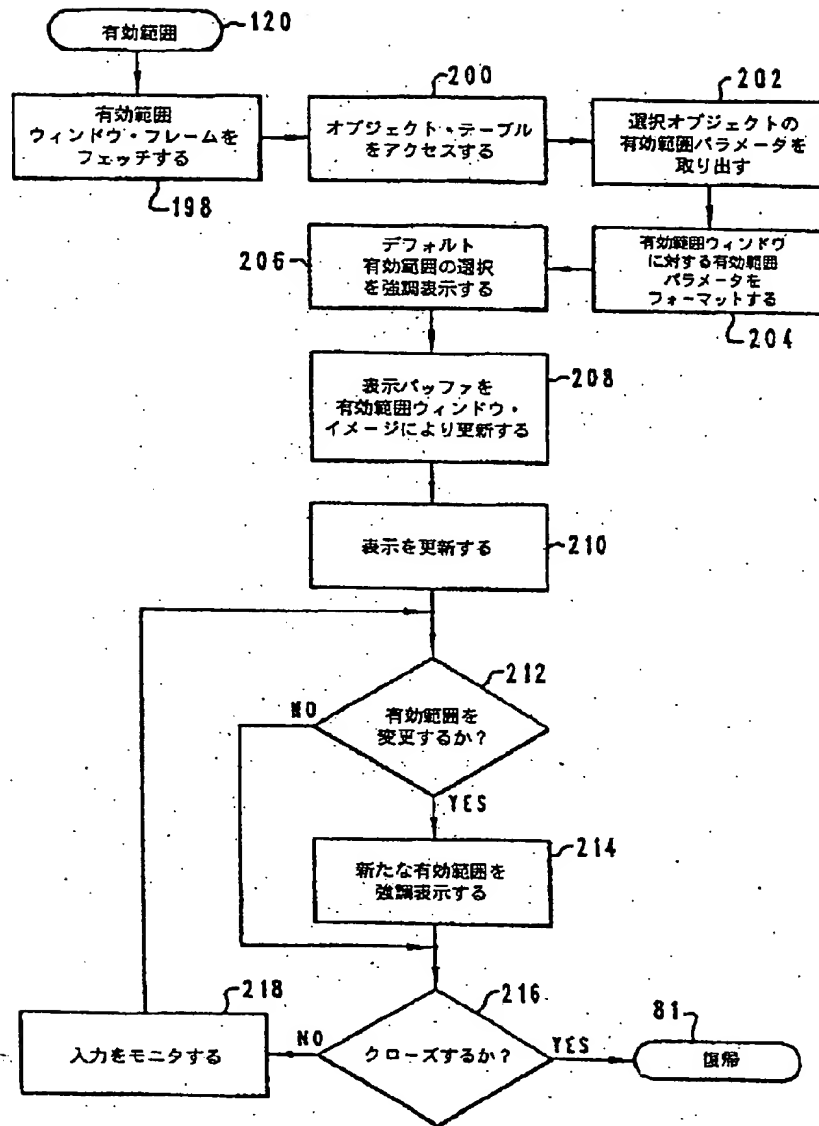 有効範囲
120
有効範囲
ウィンドウ・フレームを
フェッチする
198
200
オブジェクト・テーブル
をアクセスする
202
選択オブジェクトの
有効範囲パラメータを
取り出す
206
デフォルト
有効範囲の選択
を強調表示する
有効範囲ウィンドウ
に対する有効範囲
パラメータを
フォーマットする
204
208
表示バッファを
有効範囲ウィンドウ・
イメージにより更新する
表示を更新する
210
212
NO
有効範囲を
変更するか?
YES
214
新たな有効範囲を
強調表示する
218
入力をモニタする
NO
216
クローズするか?
YES
81
復帰